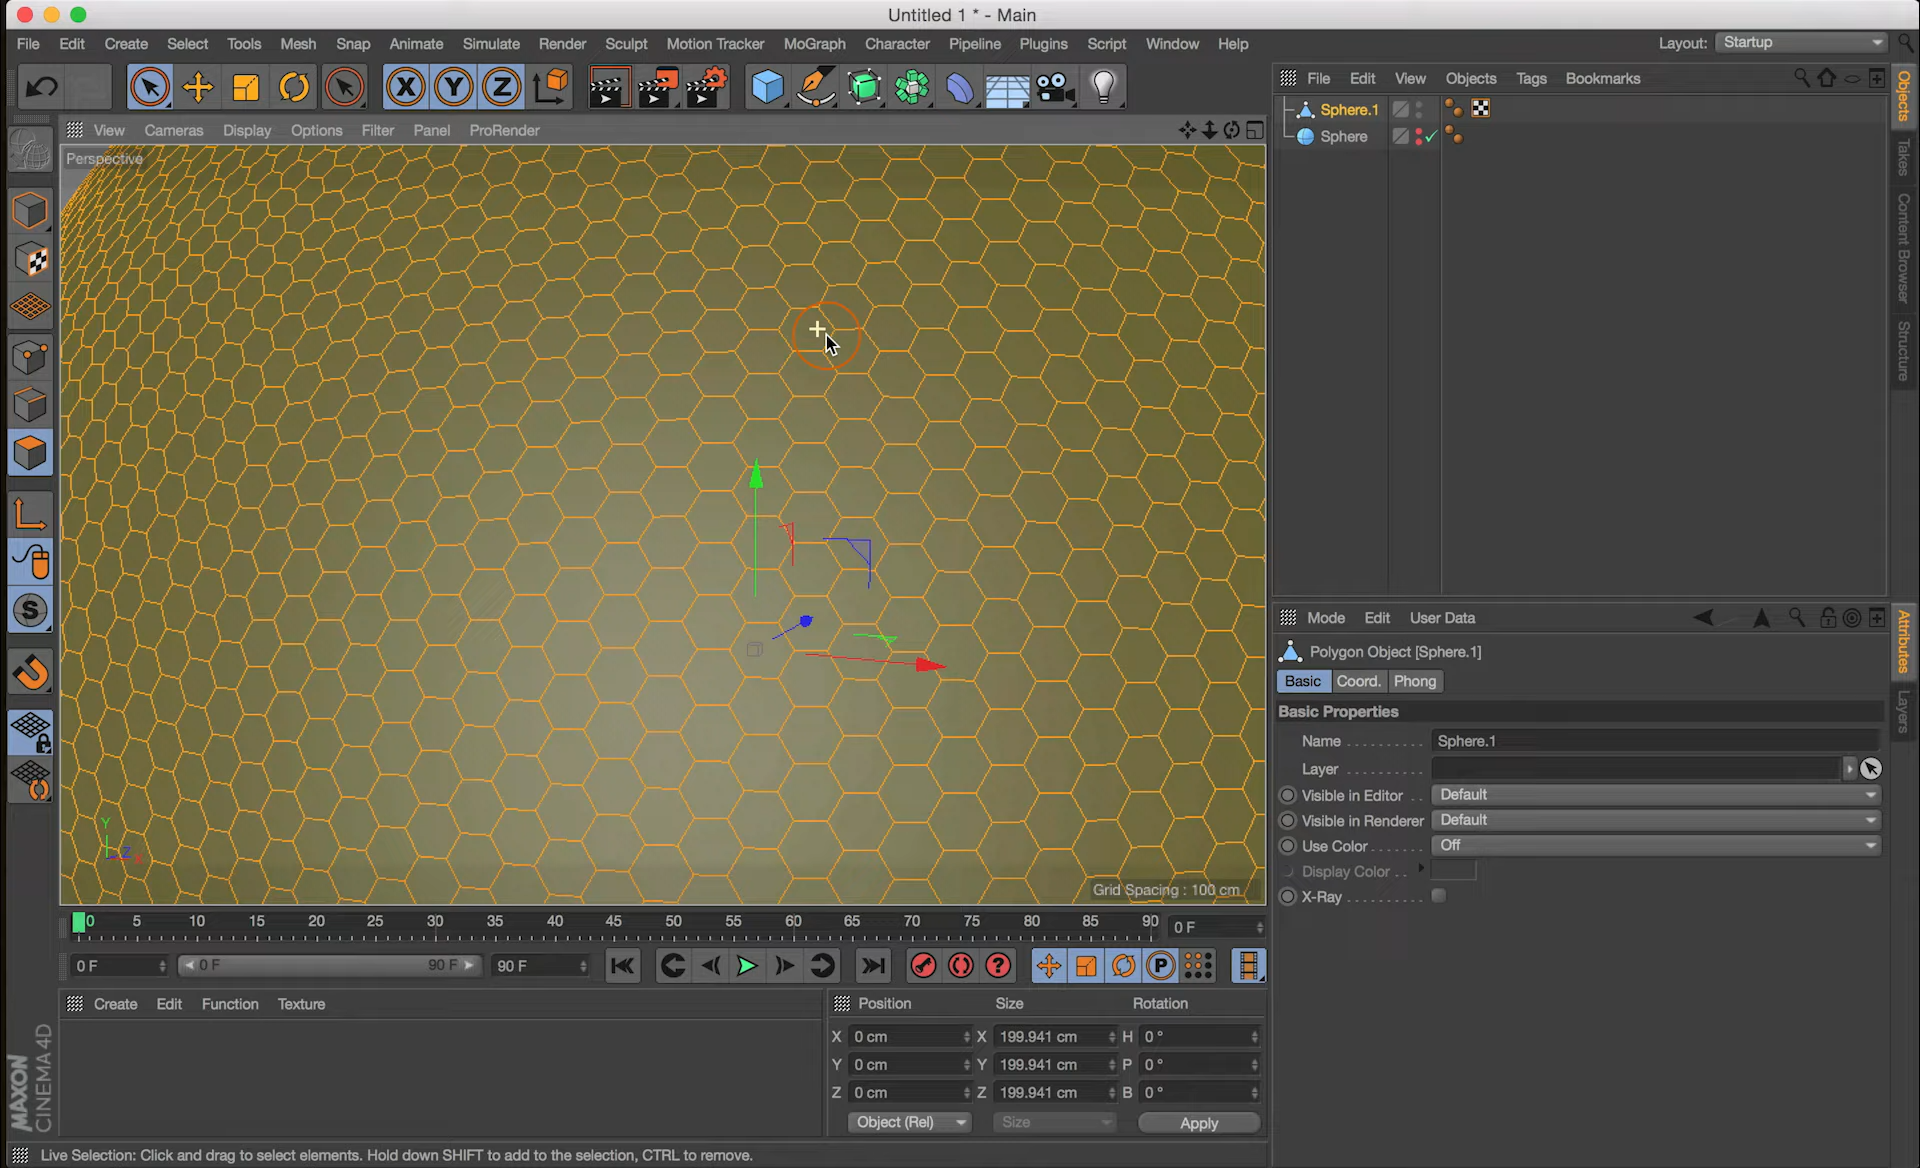 Untitled 1 * - Main
File Edit Create Select Tools Mesh Snap Animate Simulate Render Sculpt Motion Tracker MoGraph Character Pipeline Plugins Script Window Help
Layout: Startup
File Edit View Objects Tags Bookmarks
View Cameras Display Options Filter Panel ProRender
Perspective
Sphere.1
Sphere
Objects
Takes
Content Browser
Structure
X Y Z
S
Y
Z
X
Grid Spacing : 100 cm
Mode Edit User Data
Polygon Object [Sphere.1]
Basic Coord. Phong
Basic Properties
Name . . . . . . . . . . Sphere.1
Layer . . . . . . . . . .
Visible in Editor . . Default
Visible in Renderer Default
Use Color . . . . . . . Off
Display Color . .
X-Ray . . . . . . . . . .
Attributes
Layers
0 5 10 15 20 25 30 35 40 45 50 55 60 65 70 75 80 85 90 0 F
0 F 0 F 90 F 90 F
? P
Create Edit Function Texture
Position Size Rotation
X 0 cm X 199.941 cm H 0 °
Y 0 cm Y 199.941 cm P 0 °
Z 0 cm Z 199.941 cm B 0 °
Object (Rel) Size Apply
MAXON
CINEMA 4D
Live Selection: Click and drag to select elements. Hold down SHIFT to add to the selection, CTRL to remove.